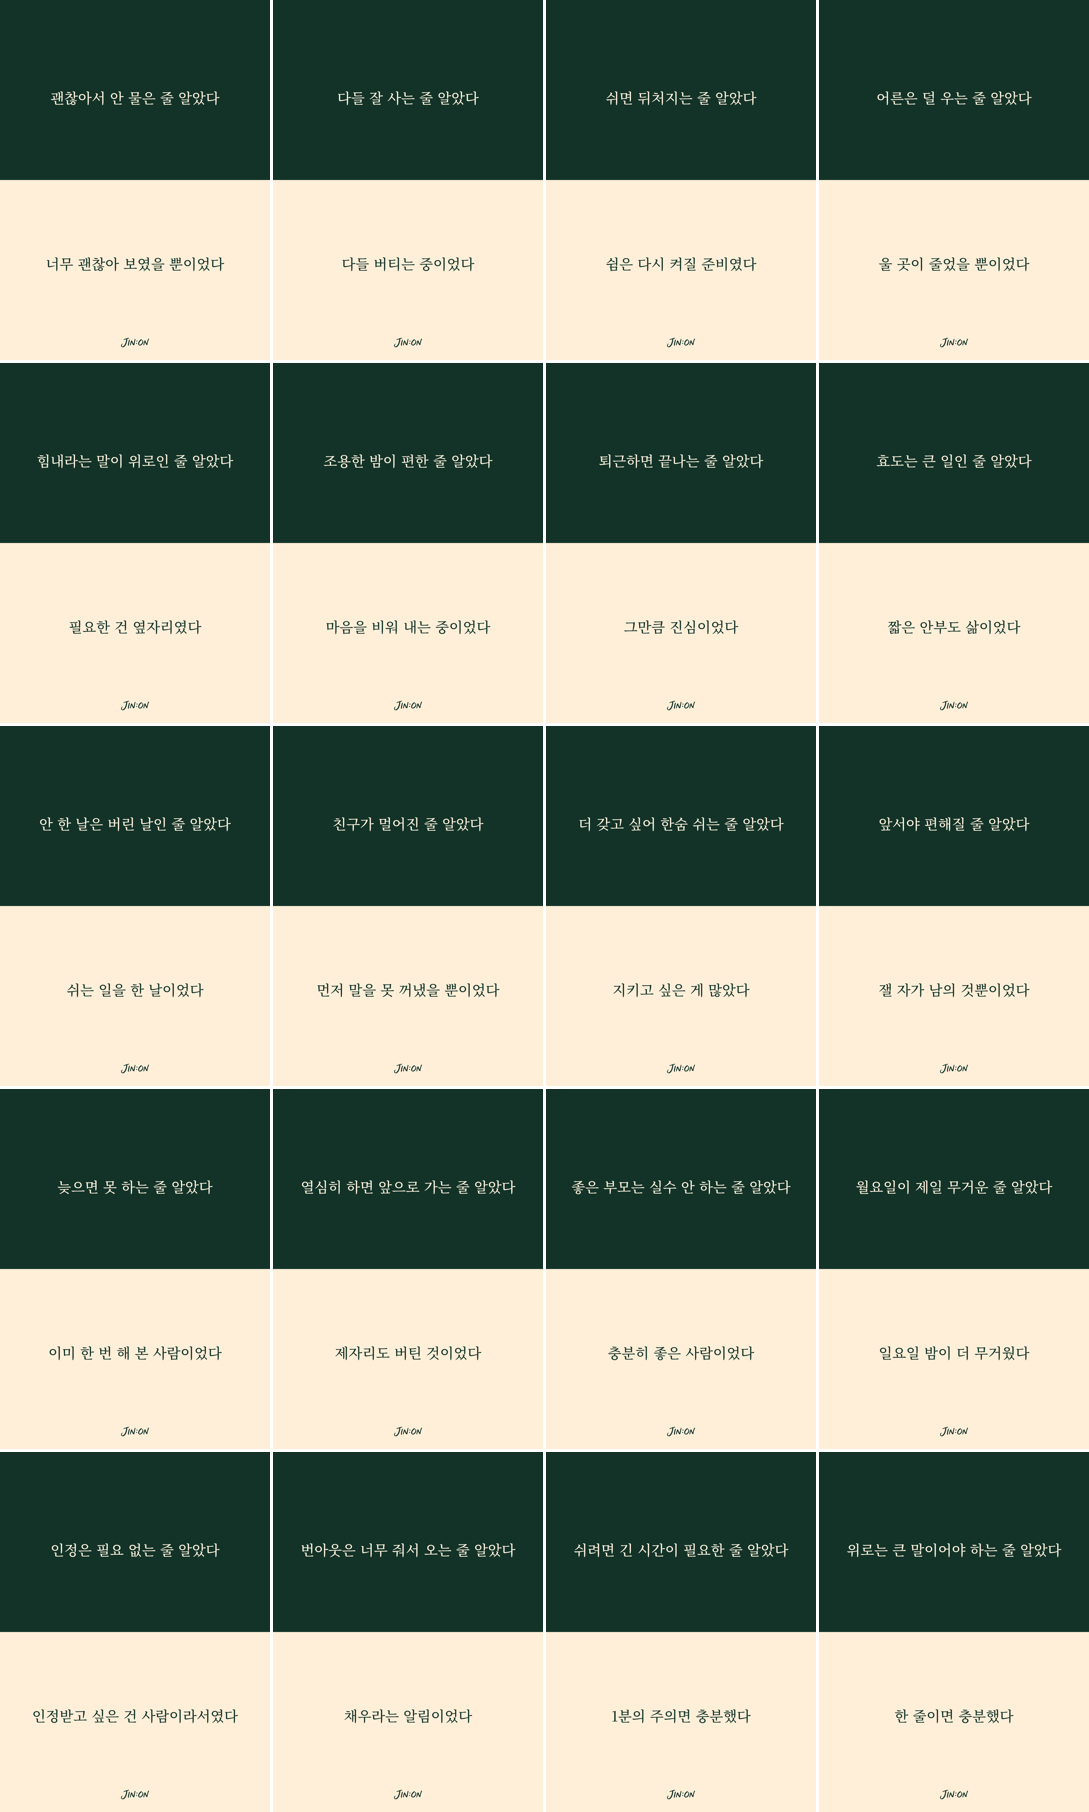 괜찮아서 안 물은 줄 알았다
너무 괜찮아 보였을 뿐이었다
JIN:ON
다들 잘 사는 줄 알았다
다들 버티는 중이었다
JIN:ON
쉬면 뒤처지는 줄 알았다
쉼은 다시 켜질 준비였다
JIN:ON
어른은 덜 우는 줄 알았다
울 곳이 줄었을 뿐이었다
JIN:ON
힘내라는 말이 위로인 줄 알았다
필요한 건 옆자리였다
JIN:ON
조용한 밤이 편한 줄 알았다
마음을 비워 내는 중이었다
JIN:ON
퇴근하면 끝나는 줄 알았다
그만큼 진심이었다
JIN:ON
효도는 큰 일인 줄 알았다
짧은 안부도 삶이었다
JIN:ON
안 한 날은 버린 날인 줄 알았다
쉬는 일을 한 날이었다
JIN:ON
친구가 멀어진 줄 알았다
먼저 말을 못 꺼냈을 뿐이었다
JIN:ON
더 갖고 싶어 한숨 쉬는 줄 알았다
지키고 싶은 게 많았다
JIN:ON
앞서야 편해질 줄 알았다
잴 자가 남의 것뿐이었다
JIN:ON
늦으면 못 하는 줄 알았다
이미 한 번 해 본 사람이었다
JIN:ON
열심히 하면 앞으로 가는 줄 알았다
제자리도 버틴 것이었다
JIN:ON
좋은 부모는 실수 안 하는 줄 알았다
충분히 좋은 사람이었다
JIN:ON
월요일이 제일 무거운 줄 알았다
일요일 밤이 더 무거웠다
JIN:ON
인정은 필요 없는 줄 알았다
인정받고 싶은 건 사람이라서였다
JIN:ON
번아웃은 너무 줘서 오는 줄 알았다
채우라는 알림이었다
JIN:ON
쉬려면 긴 시간이 필요한 줄 알았다
1분의 주의면 충분했다
JIN:ON
위로는 큰 말이어야 하는 줄 알았다
한 줄이면 충분했다
JIN:ON